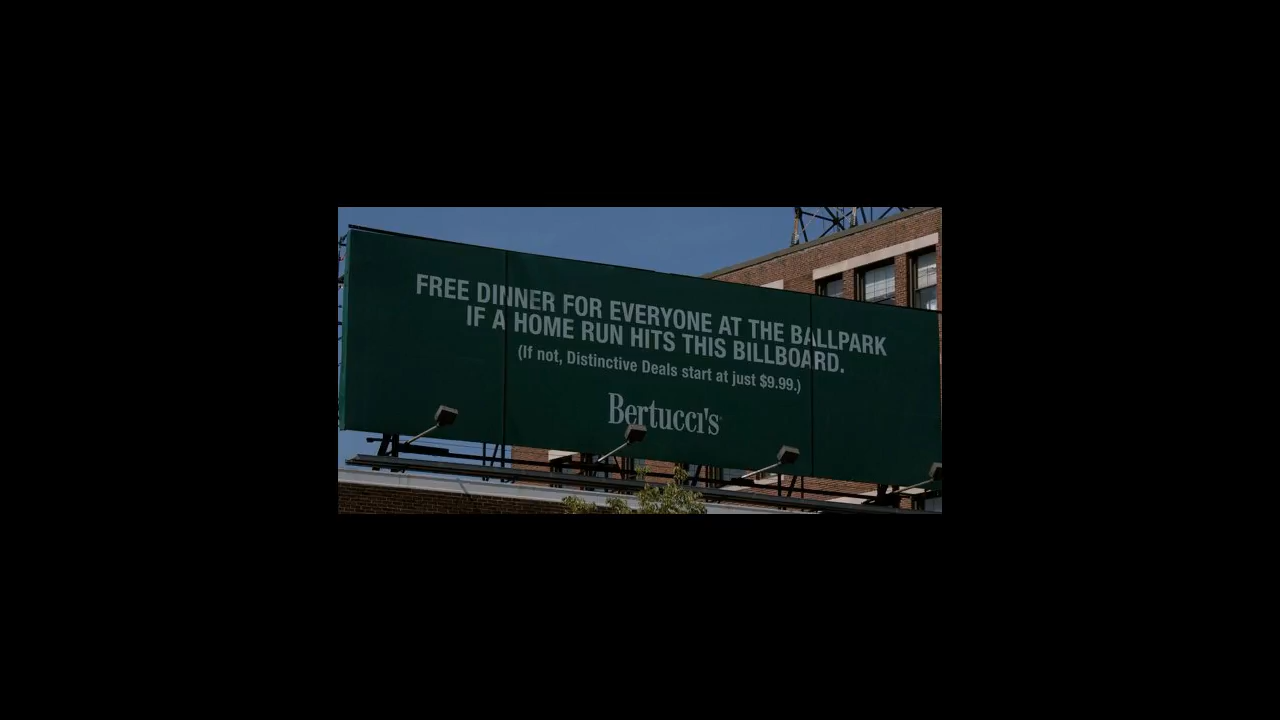 FREE DINNER FOR EVERYONE AT THE BALLPARK
IF A HOME RUN HITS THIS BILLBOARD.
(If not, Distinctive Deals start at just $9.99.)
Bertucci's